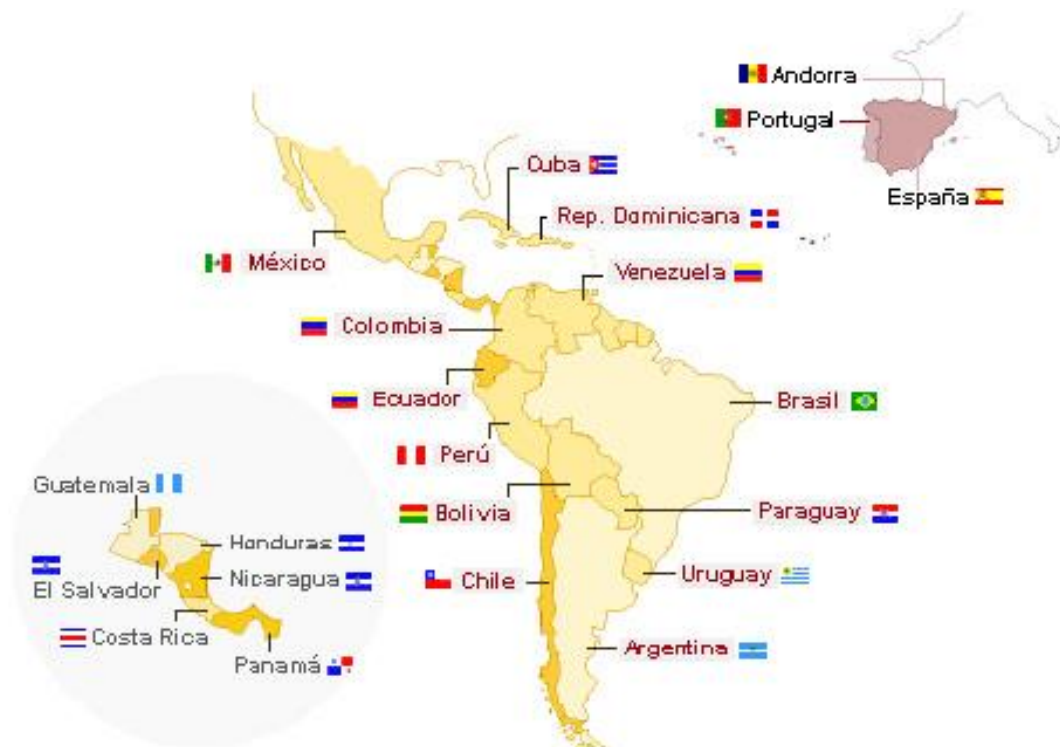 Andorra
Portugal
España
Cuba
Rep. Dominicana
México
Venezuela
Colombia
Ecuador
Brasil
Perú
Bolivia
Paraguay
Chile
Uruguay
Argentina
Guatemala
Honduras
El Salvador
Nicaragua
Costa Rica
Panamá